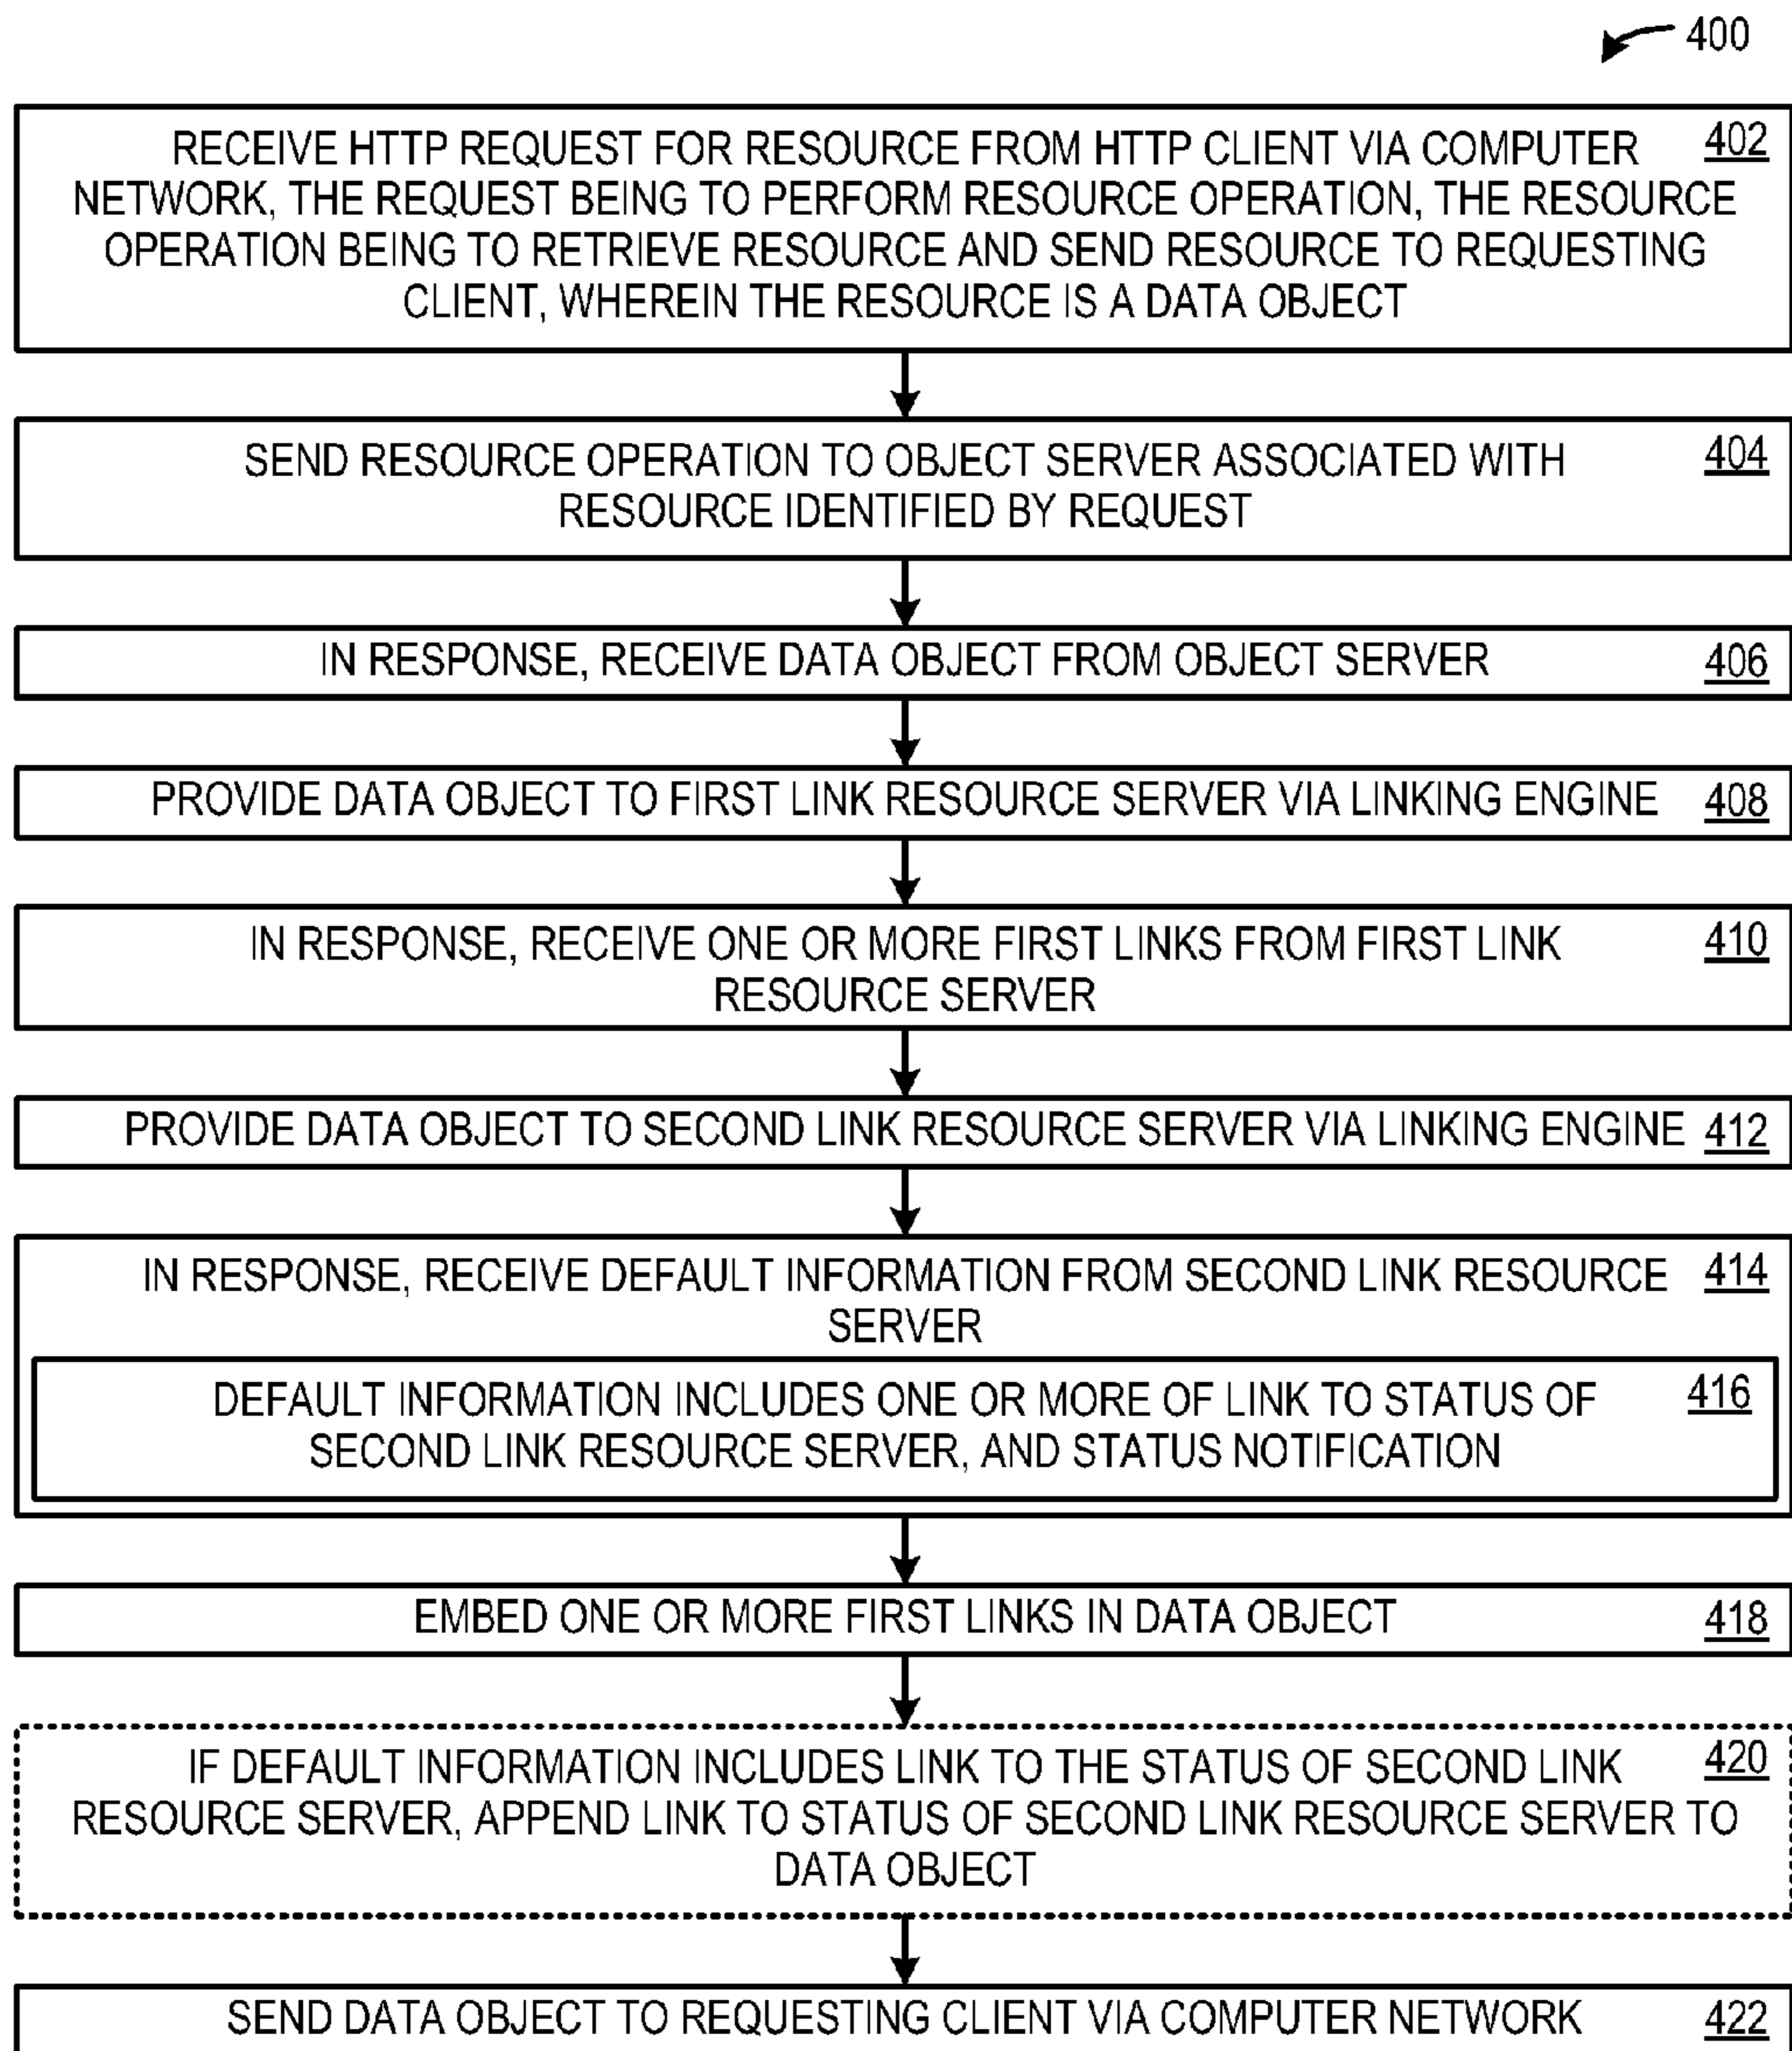 400
RECEIVE HTTP REQUEST FOR RESOURCE FROM HTTP CLIENT VIA COMPUTER 402
NETWORK, THE REQUEST BEING TO PERFORM RESOURCE OPERATION, THE RESOURCE
OPERATION BEING TO RETRIEVE RESOURCE AND SEND RESOURCE TO REQUESTING
CLIENT, WHEREIN THE RESOURCE IS A DATA OBJECT
SEND RESOURCE OPERATION TO OBJECT SERVER ASSOCIATED WITH 404
RESOURCE IDENTIFIED BY REQUEST
IN RESPONSE, RECEIVE DATA OBJECT FROM OBJECT SERVER 406
PROVIDE DATA OBJECT TO FIRST LINK RESOURCE SERVER VIA LINKING ENGINE 408
IN RESPONSE, RECEIVE ONE OR MORE FIRST LINKS FROM FIRST LINK 410
RESOURCE SERVER
PROVIDE DATA OBJECT TO SECOND LINK RESOURCE SERVER VIA LINKING ENGINE 412
IN RESPONSE, RECEIVE DEFAULT INFORMATION FROM SECOND LINK RESOURCE 414
SERVER
DEFAULT INFORMATION INCLUDES ONE OR MORE OF LINK TO STATUS OF 416
SECOND LINK RESOURCE SERVER, AND STATUS NOTIFICATION
EMBED ONE OR MORE FIRST LINKS IN DATA OBJECT 418
IF DEFAULT INFORMATION INCLUDES LINK TO THE STATUS OF SECOND LINK 420
RESOURCE SERVER, APPEND LINK TO STATUS OF SECOND LINK RESOURCE SERVER TO
DATA OBJECT
SEND DATA OBJECT TO REQUESTING CLIENT VIA COMPUTER NETWORK 422